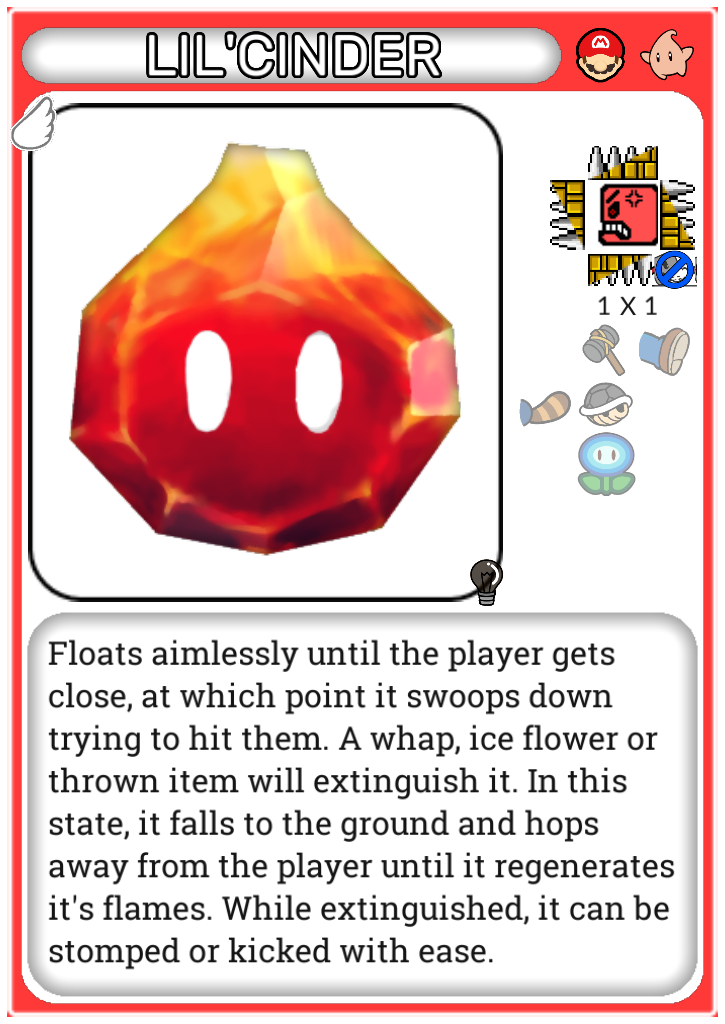 LIL'CINDER
1 X 1
Floats aimlessly until the player gets
close, at which point it swoops down
trying to hit them. A whap, ice flower or
thrown item will extinguish it. In this
state, it falls to the ground and hops
away from the player until it regenerates
it's flames. While extinguished, it can be
stomped or kicked with ease.